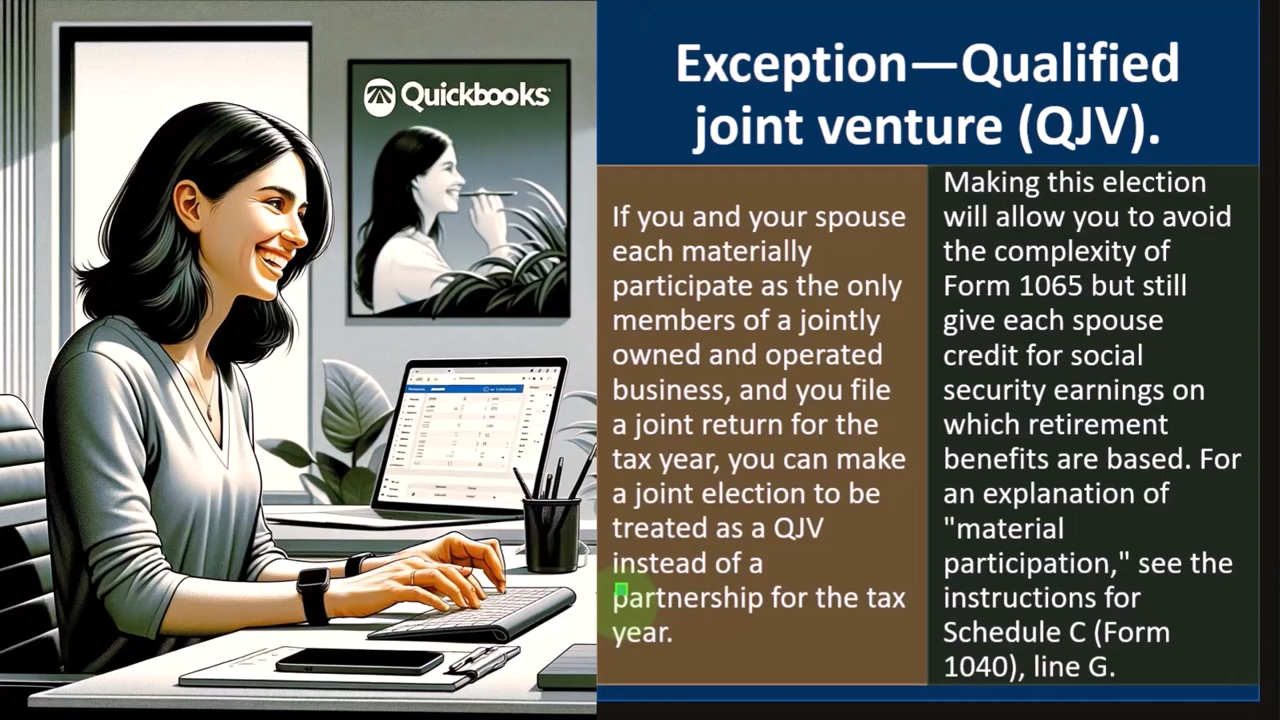 Quickbooks
Exception—Qualified
joint venture (QJV).
If you and your spouse
each materially
participate as the only
members of a jointly
owned and operated
business, and you file
a joint return for the
tax year, you can make
a joint election to be
treated as a QJV
instead of a
partnership for the tax
year.
Making this election
will allow you to avoid
the complexity of
Form 1065 but still
give each spouse
credit for social
security earnings on
which retirement
benefits are based. For
an explanation of
"material
participation," see the
instructions for
Schedule C (Form
1040), line G.